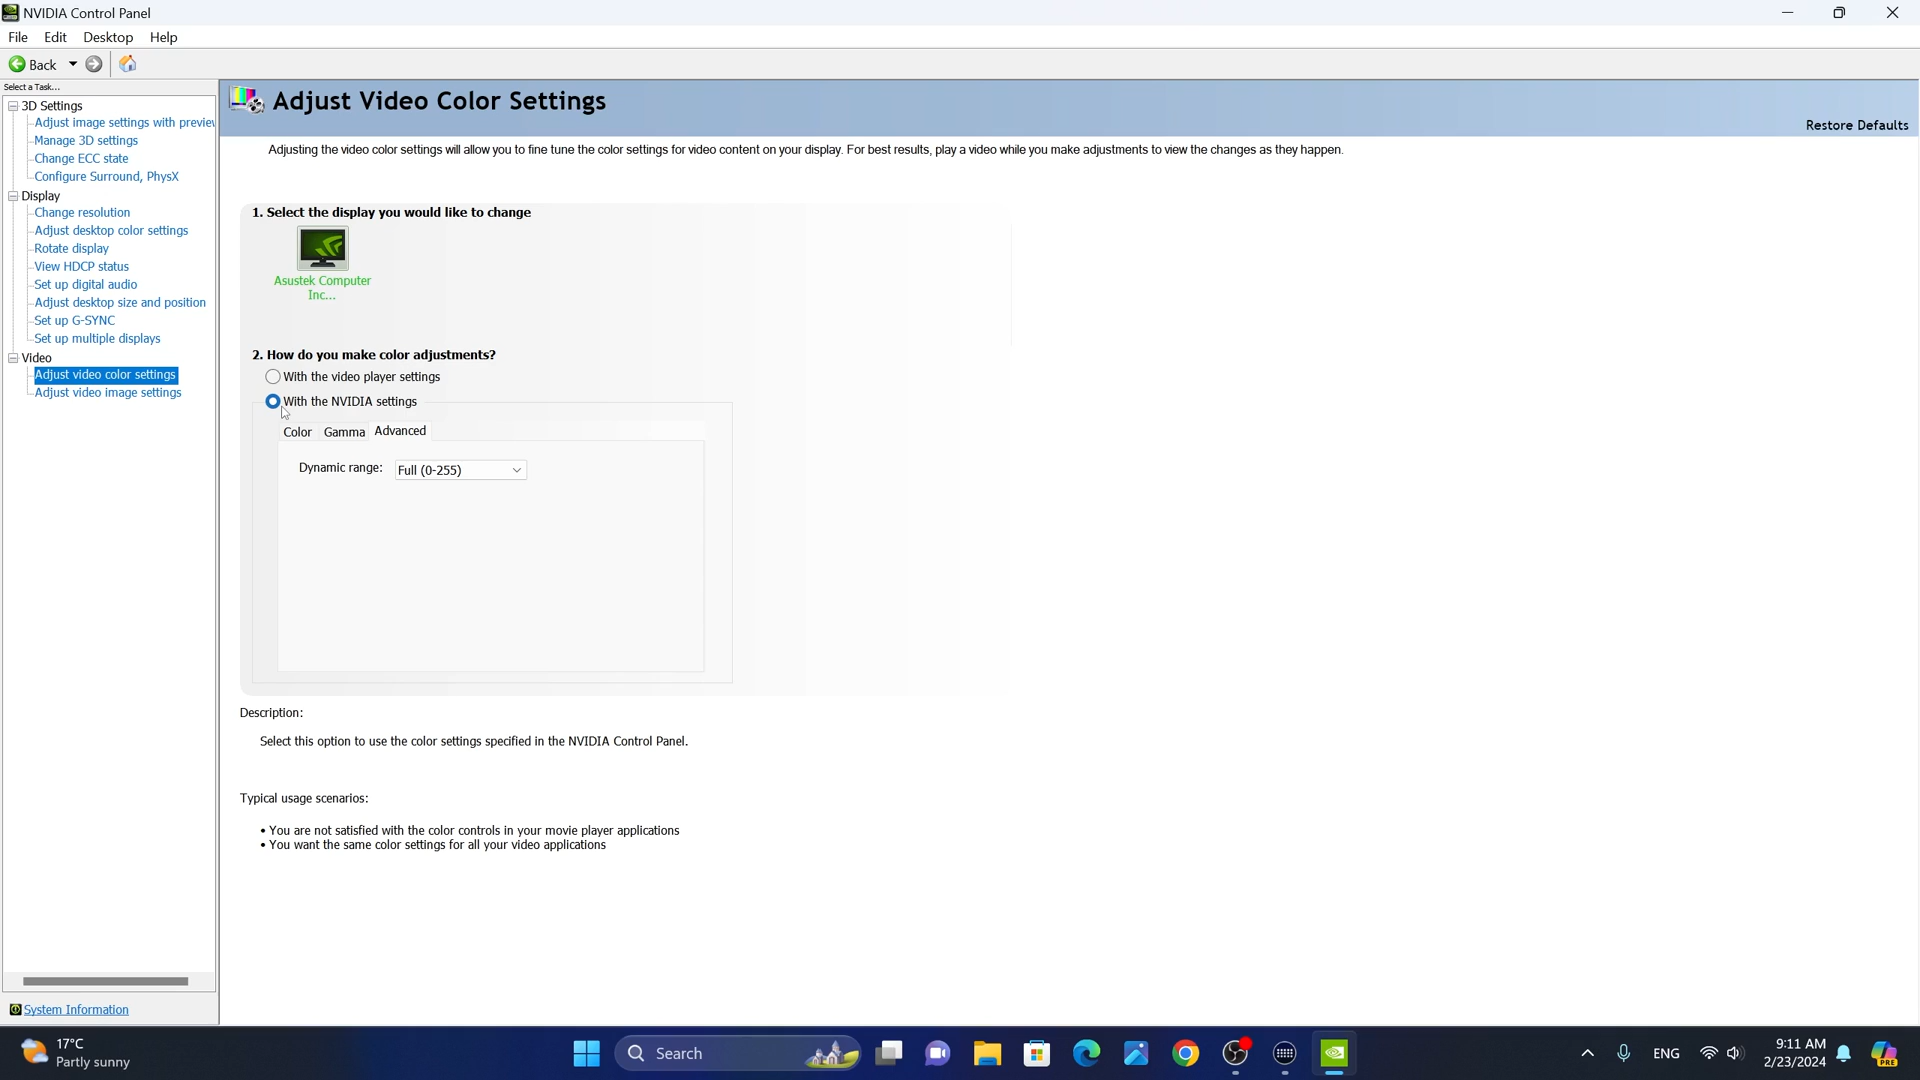 NVIDIA Control Panel
File Edit Desktop Help
Back
Select a Task...
3D Settings
Adjust image settings with preview
Manage 3D settings
Change ECC state
Configure Surround, PhysX
Display
Change resolution
Adjust desktop color settings
Rotate display
View HDCP status
Set up digital audio
Adjust desktop size and position
Set up G-SYNC
Set up multiple displays
Video
Adjust video color settings
Adjust video image settings
System Information
Adjust Video Color Settings
Restore Defaults
Adjusting the video color settings will allow you to fine tune the color settings for video content on your display. For best results, play a video while you make adjustments to view the changes as they happen.
1. Select the display you would like to change
Asustek Computer
Inc...
2. How do you make color adjustments?
With the video player settings
With the NVIDIA settings
Color Gamma Advanced
Dynamic range: Full (0-255)
Description:
Select this option to use the color settings specified in the NVIDIA Control Panel.
Typical usage scenarios:
• You are not satisfied with the color controls in your movie player applications
• You want the same color settings for all your video applications
17°C
Partly sunny
Search
ENG
9:11 AM
2/23/2024
PRE